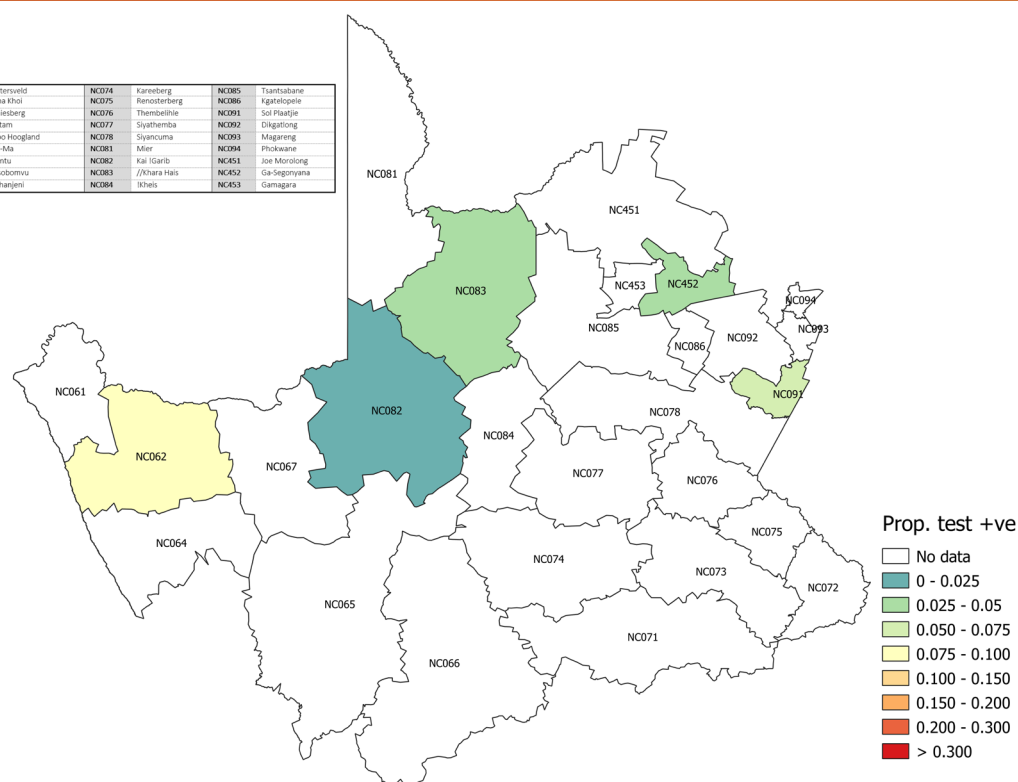 NC074 Kareeberg NC085 Tsantsabane
NC075 Renosterberg NC086 Kgatelopele
NC076 Thembelihle NC091 Sol Plaatjie
NC077 Siyathemba NC092 Dikgatlong
Hoogland NC078 Siyancuma NC093 Magareng
-Ma NC081 Mier NC094 Phokwane
NC082 Kai !Garib NC451 Joe Morolong
NC083 //Khara Hais NC452 Ga-Segonyana
NC084 !Kheis NC453 Gamagara
NC081
NC451
NC083
NC453
NC452
NC094
NC085
NC093
NC086
NC092
NC061
NC091
NC082
NC078
NC084
NC062
NC067
NC077
NC076
NC064
NC075
NC074
NC073
NC072
NC065
NC071
NC066
Prop. test +ve
No data
0 - 0.025
0.025 - 0.05
0.050 - 0.075
0.075 - 0.100
0.100 - 0.150
0.150 - 0.200
0.200 - 0.300
> 0.300